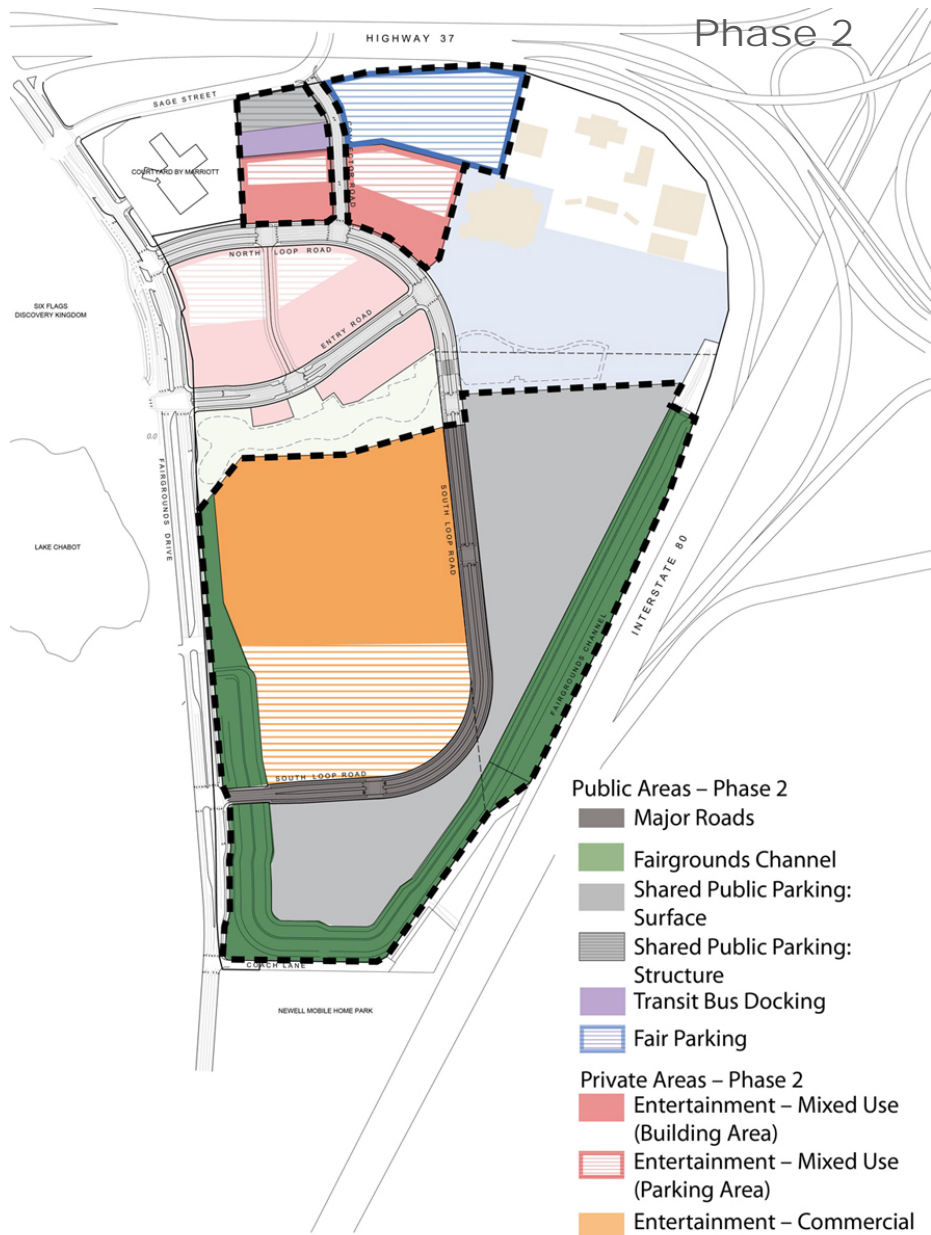 Phase 2
HIGHWAY 37
SAGE STREET
CONNECTOR ROAD
COURTYARD BY MARRIOTT
NORTH LOOP ROAD
SIX FLAGS
DISCOVERY KINGDOM
ENTRY ROAD
FAIRGROUNDS DRIVE
SOUTH LOOP ROAD
LAKE CHABOT
INTERSTATE 80
FAIRGROUNDS CHANNEL
SOUTH LOOP ROAD
COACH LANE
NEWELL MOBILE HOME PARK
Public Areas – Phase 2
Major Roads
Fairgrounds Channel
Shared Public Parking:
Surface
Shared Public Parking:
Structure
Transit Bus Docking
Fair Parking
Private Areas – Phase 2
Entertainment – Mixed Use
(Building Area)
Entertainment – Mixed Use
(Parking Area)
Entertainment – Commercial